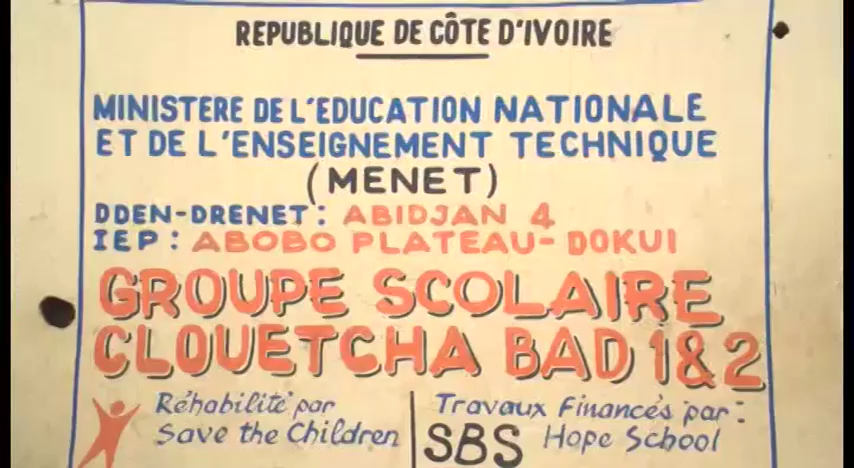 REPUBLIQUE DE CÔTE D'IVOIRE
MINISTERE DE L'EDUCATION NATIONALE
ET DE L'ENSEIGNEMENT TECHNIQUE
(MENET)
DDEN-DRENET: ABIDJAN 4
IEP: ABOBO PLATEAU-DOKUI
GROUPE SCOLAIRE
CLOUETCHA BAD 1&2
Réhabilité par
Save the Children
Travaux Financés par:
SBS Hope School